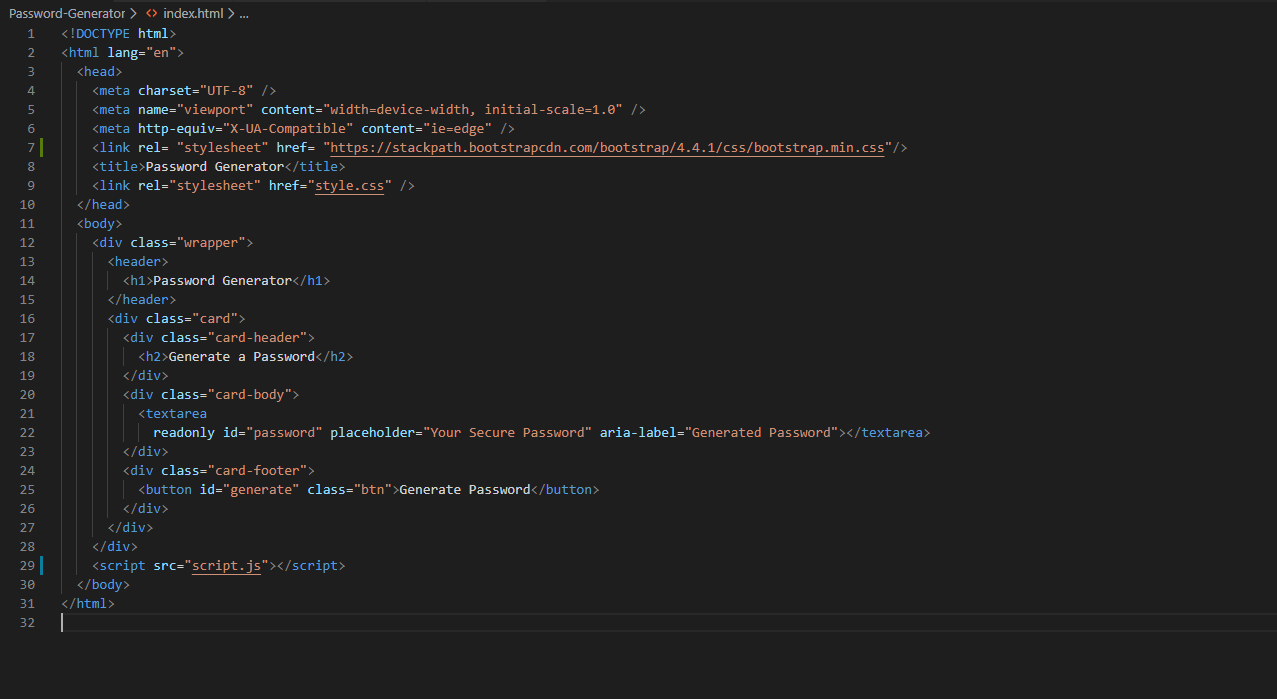 Password-Generator > <> index.html > ...
1 <!DOCTYPE html>
2 <html lang="en">
3   <head>
4     <meta charset="UTF-8" />
5     <meta name="viewport" content="width=device-width, initial-scale=1.0" />
6     <meta http-equiv="X-UA-Compatible" content="ie=edge" />
7     <link rel= "stylesheet" href= "https://stackpath.bootstrapcdn.com/bootstrap/4.4.1/css/bootstrap.min.css"/>
8     <title>Password Generator</title>
9     <link rel="stylesheet" href="style.css" />
10   </head>
11   <body>
12     <div class="wrapper">
13       <header>
14         <h1>Password Generator</h1>
15       </header>
16       <div class="card">
17         <div class="card-header">
18           <h2>Generate a Password</h2>
19         </div>
20         <div class="card-body">
21           <textarea
22             readonly id="password" placeholder="Your Secure Password" aria-label="Generated Password"></textarea>
23         </div>
24         <div class="card-footer">
25           <button id="generate" class="btn">Generate Password</button>
26         </div>
27       </div>
28     </div>
29     <script src="script.js"></script>
30   </body>
31 </html>
32